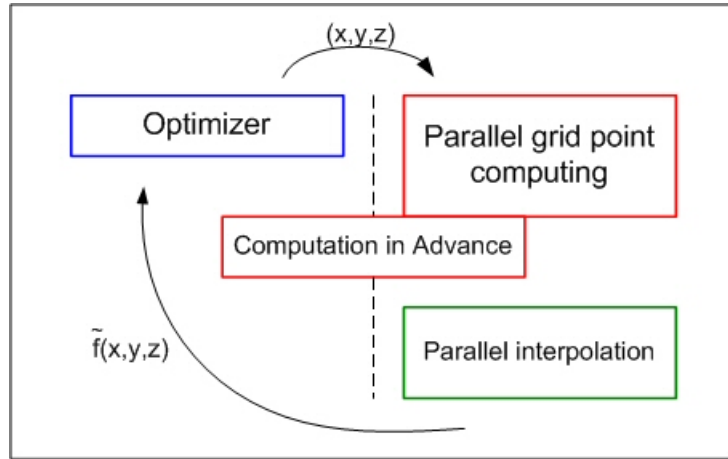 (x,y,z)
Optimizer
Parallel grid point
computing
Computation in Advance
f̃(x,y,z)
Parallel interpolation